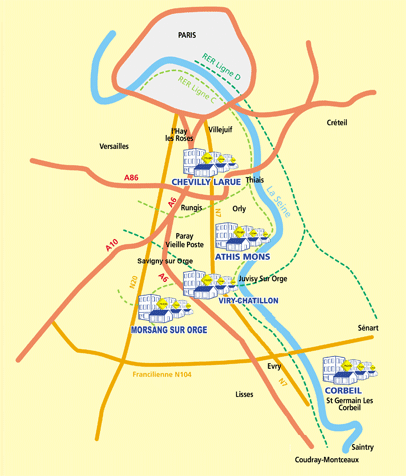 PARIS
RER Ligne D
RER Ligne C
Créteil
l'Hay
les Roses
Villejuif
Versailles
CHEVILLY LARUE
A86
Thiais
La Seine
A6
Rungis
N7
Orly
Paray
Vieille Poste
A10
ATHIS MONS
Savigny sur Orge
A6
Juvisy Sur Orge
N20
VIRY-CHATILLON
MORSANG SUR ORGE
Sénart
Francilienne N104
Evry
N7
CORBEIL
Lisses
St Germain Les
Corbeil
Saintry
Coudray-Montceaux